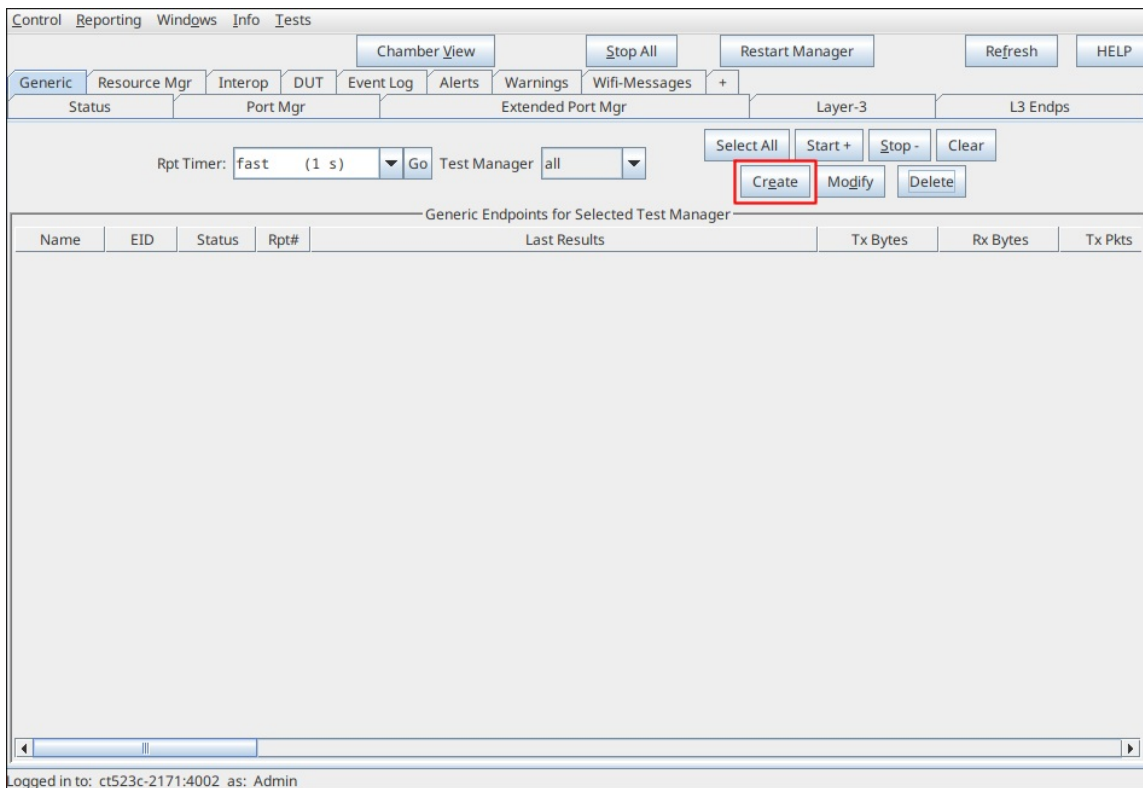 Control Reporting Windows Info Tests
Chamber View Stop All Restart Manager Refresh HELP
Generic Resource Mgr Interop DUT Event Log Alerts Warnings Wifi-Messages +
Status Port Mgr Extended Port Mgr Layer-3 L3 Endps
Select All Start + Stop - Clear
Rpt Timer: fast (1 s) Go Test Manager all
Create Modify Delete
Generic Endpoints for Selected Test Manager
Name EID Status Rpt# Last Results Tx Bytes Rx Bytes Tx Pkts
Logged in to: ct523c-2171:4002 as: Admin